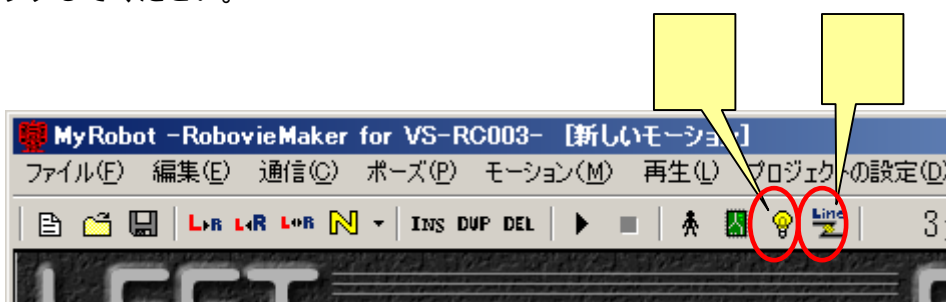 MyRobot -RobovieMaker for VS-RC003- [新しいモーション]
ファイル(F) 編集(E) 通信(C) ポーズ(P) モーション(M) 再生(L) プロジェクトの設定(D)
L▸R L◂R L↔R N INS DUP DEL Line 3
LEFT